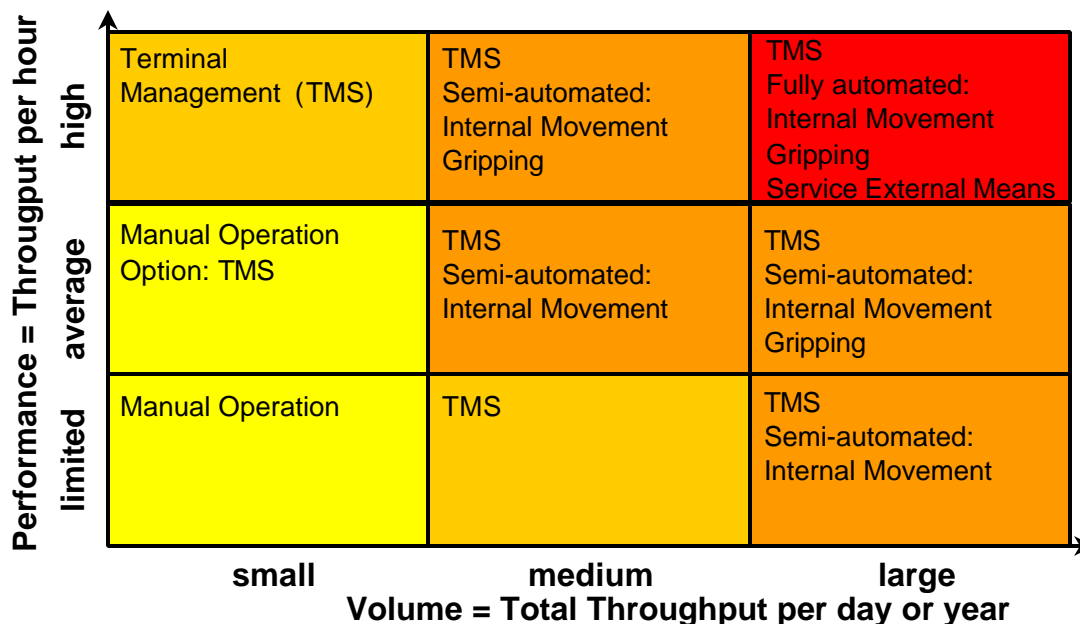 Performance = Througput per hour
high
average
limited
Terminal
Management (TMS)
TMS
Semi-automated:
Internal Movement
Gripping
TMS
Fully automated:
Internal Movement
Gripping
Service External Means
Manual Operation
Option: TMS
TMS
Semi-automated:
Internal Movement
TMS
Semi-automated:
Internal Movement
Gripping
Manual Operation
TMS
TMS
Semi-automated:
Internal Movement
small
medium
large
Volume = Total Throughput per day or year